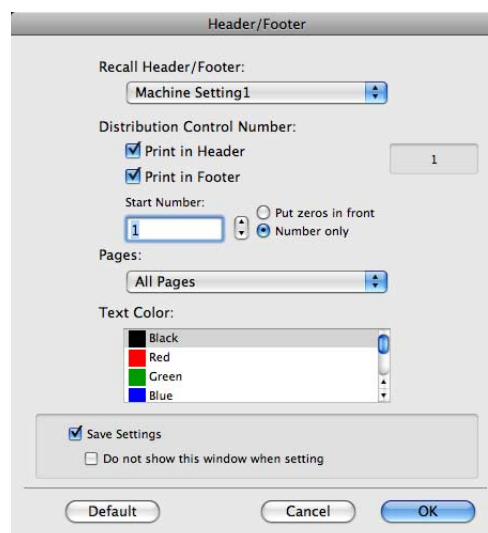 Header/Footer
Recall Header/Footer:
Machine Setting1
Distribution Control Number:
Print in Header
1
Print in Footer
Start Number:
Put zeros in front
1
Number only
Pages:
All Pages
Text Color:
Black
Red
Green
Blue
Save Settings
Do not show this window when setting
Default
Cancel
OK